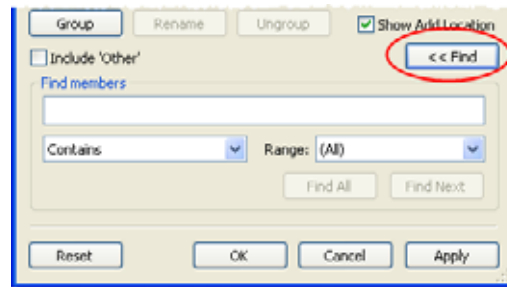 Group Rename Ungroup Show Add Location
Include 'Other' << Find
Find members
Contains Range: (All)
Find All Find Next
Reset OK Cancel Apply